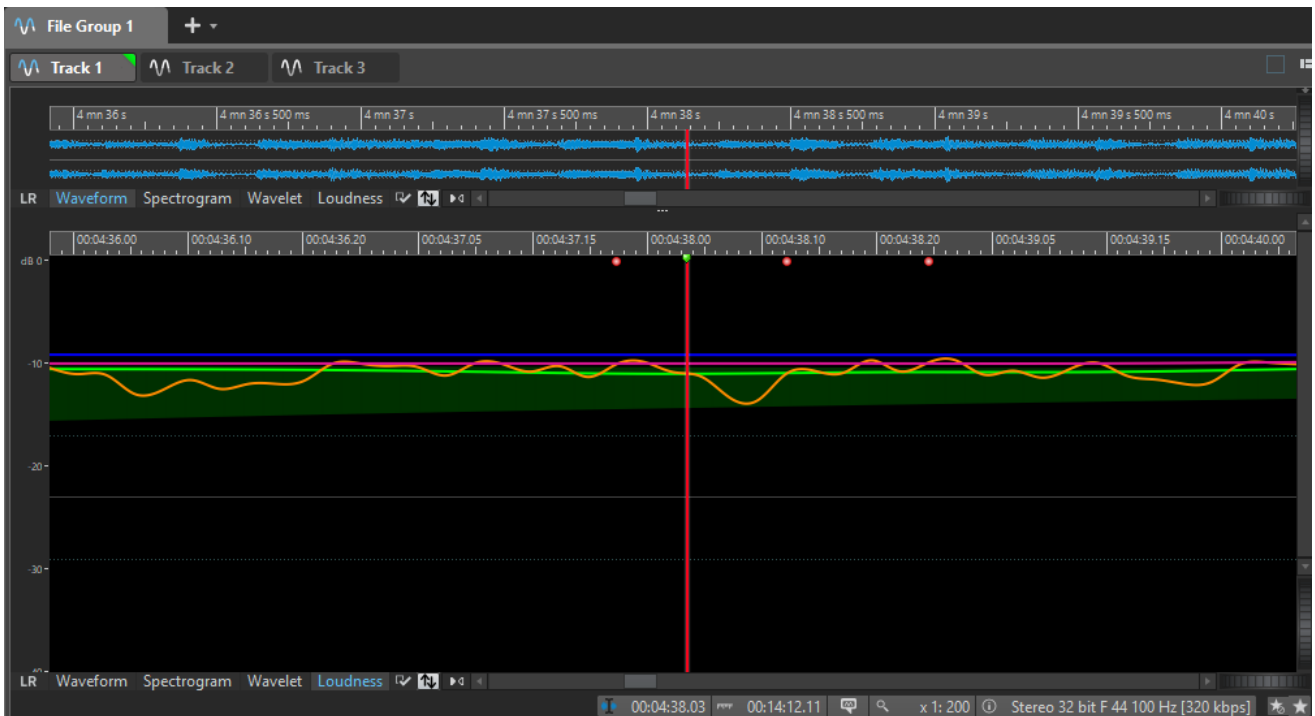 File Group 1
Track 1 Track 2 Track 3
4 mn 36 s 4 mn 36 s 500 ms 4 mn 37 s 4 mn 37 s 500 ms 4 mn 38 s 4 mn 38 s 500 ms 4 mn 39 s 4 mn 39 s 500 ms 4 mn 40 s
LR Waveform Spectrogram Wavelet Loudness
00:04:36.00 00:04:36.10 00:04:36.20 00:04:37.05 00:04:37.15 00:04:38.00 00:04:38.10 00:04:38.20 00:04:39.05 00:04:39.15 00:04:40.00
dB 0
-10
-20
-30
LR Waveform Spectrogram Wavelet Loudness
00:04:38.03 00:14:12.11 x 1: 200 Stereo 32 bit F 44 100 Hz [320 kbps]